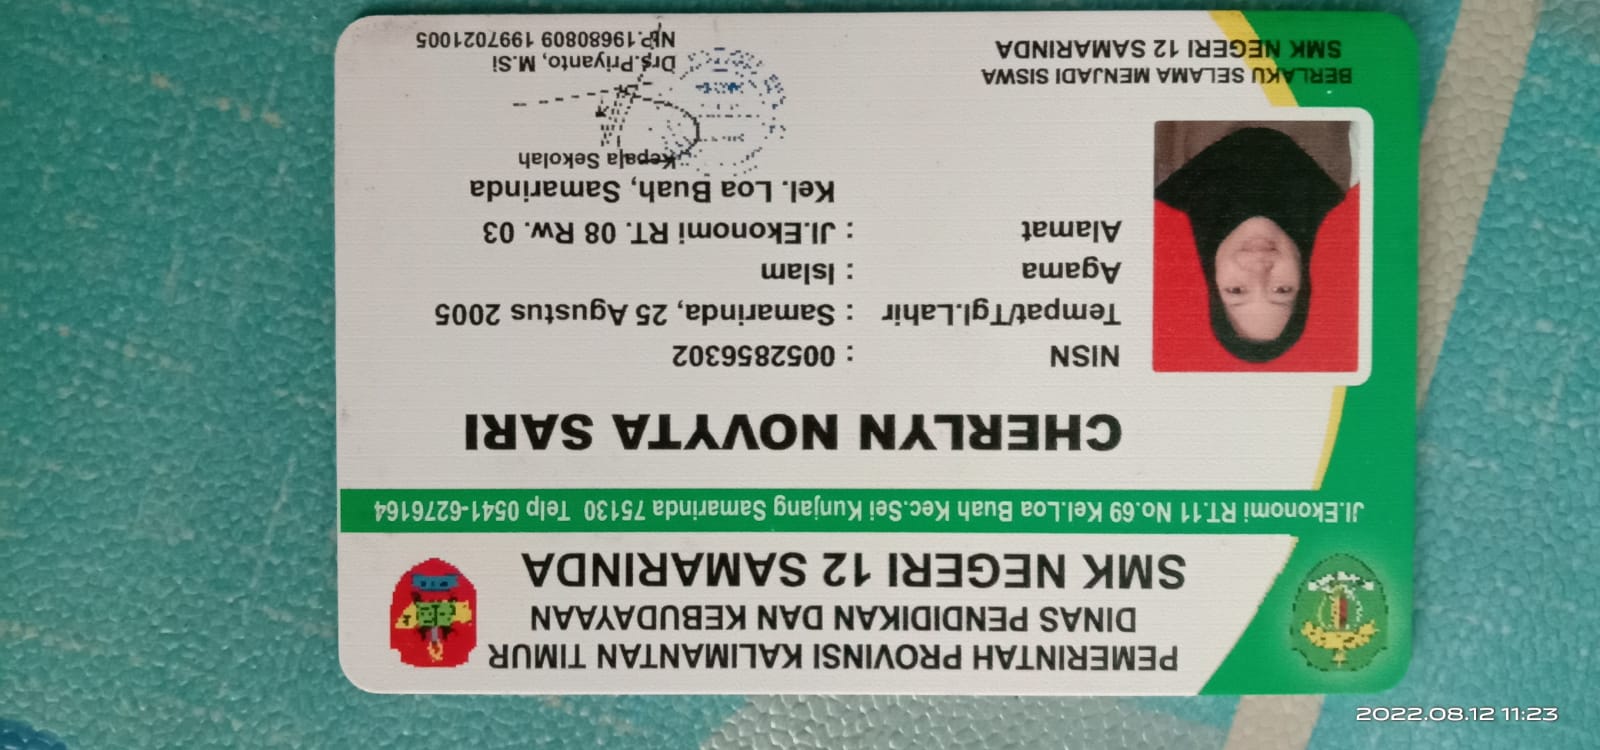 PEMERINTAH PROVINSI KALIMANTAN TIMUR
DINAS PENDIDIKAN DAN KEBUDAYAAN
SMK NEGERI 12 SAMARINDA
Jl.Ekonomi RT.11 No.69 Kel.Loa Buah Kec.Sei Kunjang Samarinda 75130 Telp 0541-6276164
CHERLYN NOVYTA SARI
NISN : 0052856302
Tempat/Tgl.Lahir : Samarinda, 25 Agustus 2005
Agama : Islam
Alamat : Jl.Ekonomi RT. 08 Rw. 03
Kel. Loa Buah, Samarinda
Kepala Sekolah
Drs.Priyanto, M.Si
NIP.19680809 1997021005
BERLAKU SELAMA MENJADI SISWA
SMK NEGERI 12 SAMARINDA
2022.08.12 11:23